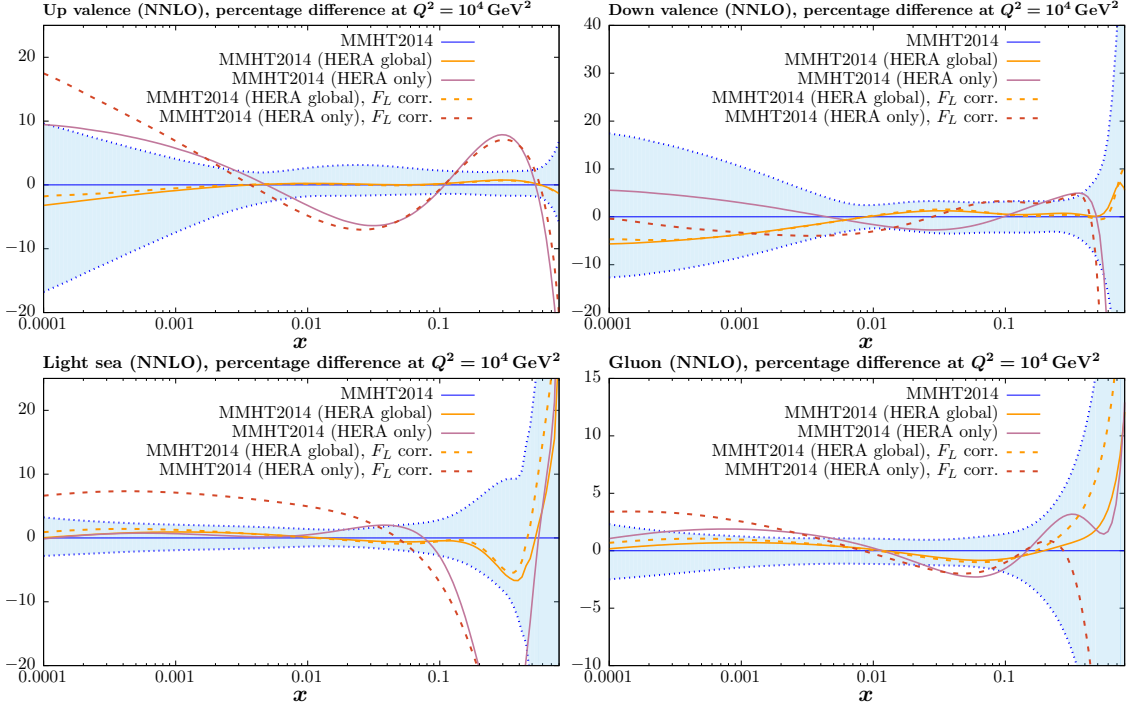 Up valence (NNLO), percentage difference at Q² = 10⁴ GeV²
MMHT2014
MMHT2014 (HERA global)
MMHT2014 (HERA only)
MMHT2014 (HERA global), F_L corr.
MMHT2014 (HERA only), F_L corr.
20
10
0
−10
−20
0.0001
0.001
0.01
0.1
x
Down valence (NNLO), percentage difference at Q² = 10⁴ GeV²
MMHT2014
MMHT2014 (HERA global)
MMHT2014 (HERA only)
MMHT2014 (HERA global), F_L corr.
MMHT2014 (HERA only), F_L corr.
40
30
20
10
0
−10
−20
0.0001
0.001
0.01
0.1
x
Light sea (NNLO), percentage difference at Q² = 10⁴ GeV²
MMHT2014
MMHT2014 (HERA global)
MMHT2014 (HERA only)
MMHT2014 (HERA global), F_L corr.
MMHT2014 (HERA only), F_L corr.
20
10
0
−10
−20
0.0001
0.001
0.01
0.1
x
Gluon (NNLO), percentage difference at Q² = 10⁴ GeV²
MMHT2014
MMHT2014 (HERA global)
MMHT2014 (HERA only)
MMHT2014 (HERA global), F_L corr.
MMHT2014 (HERA only), F_L corr.
15
10
5
0
−5
−10
0.0001
0.001
0.01
0.1
x